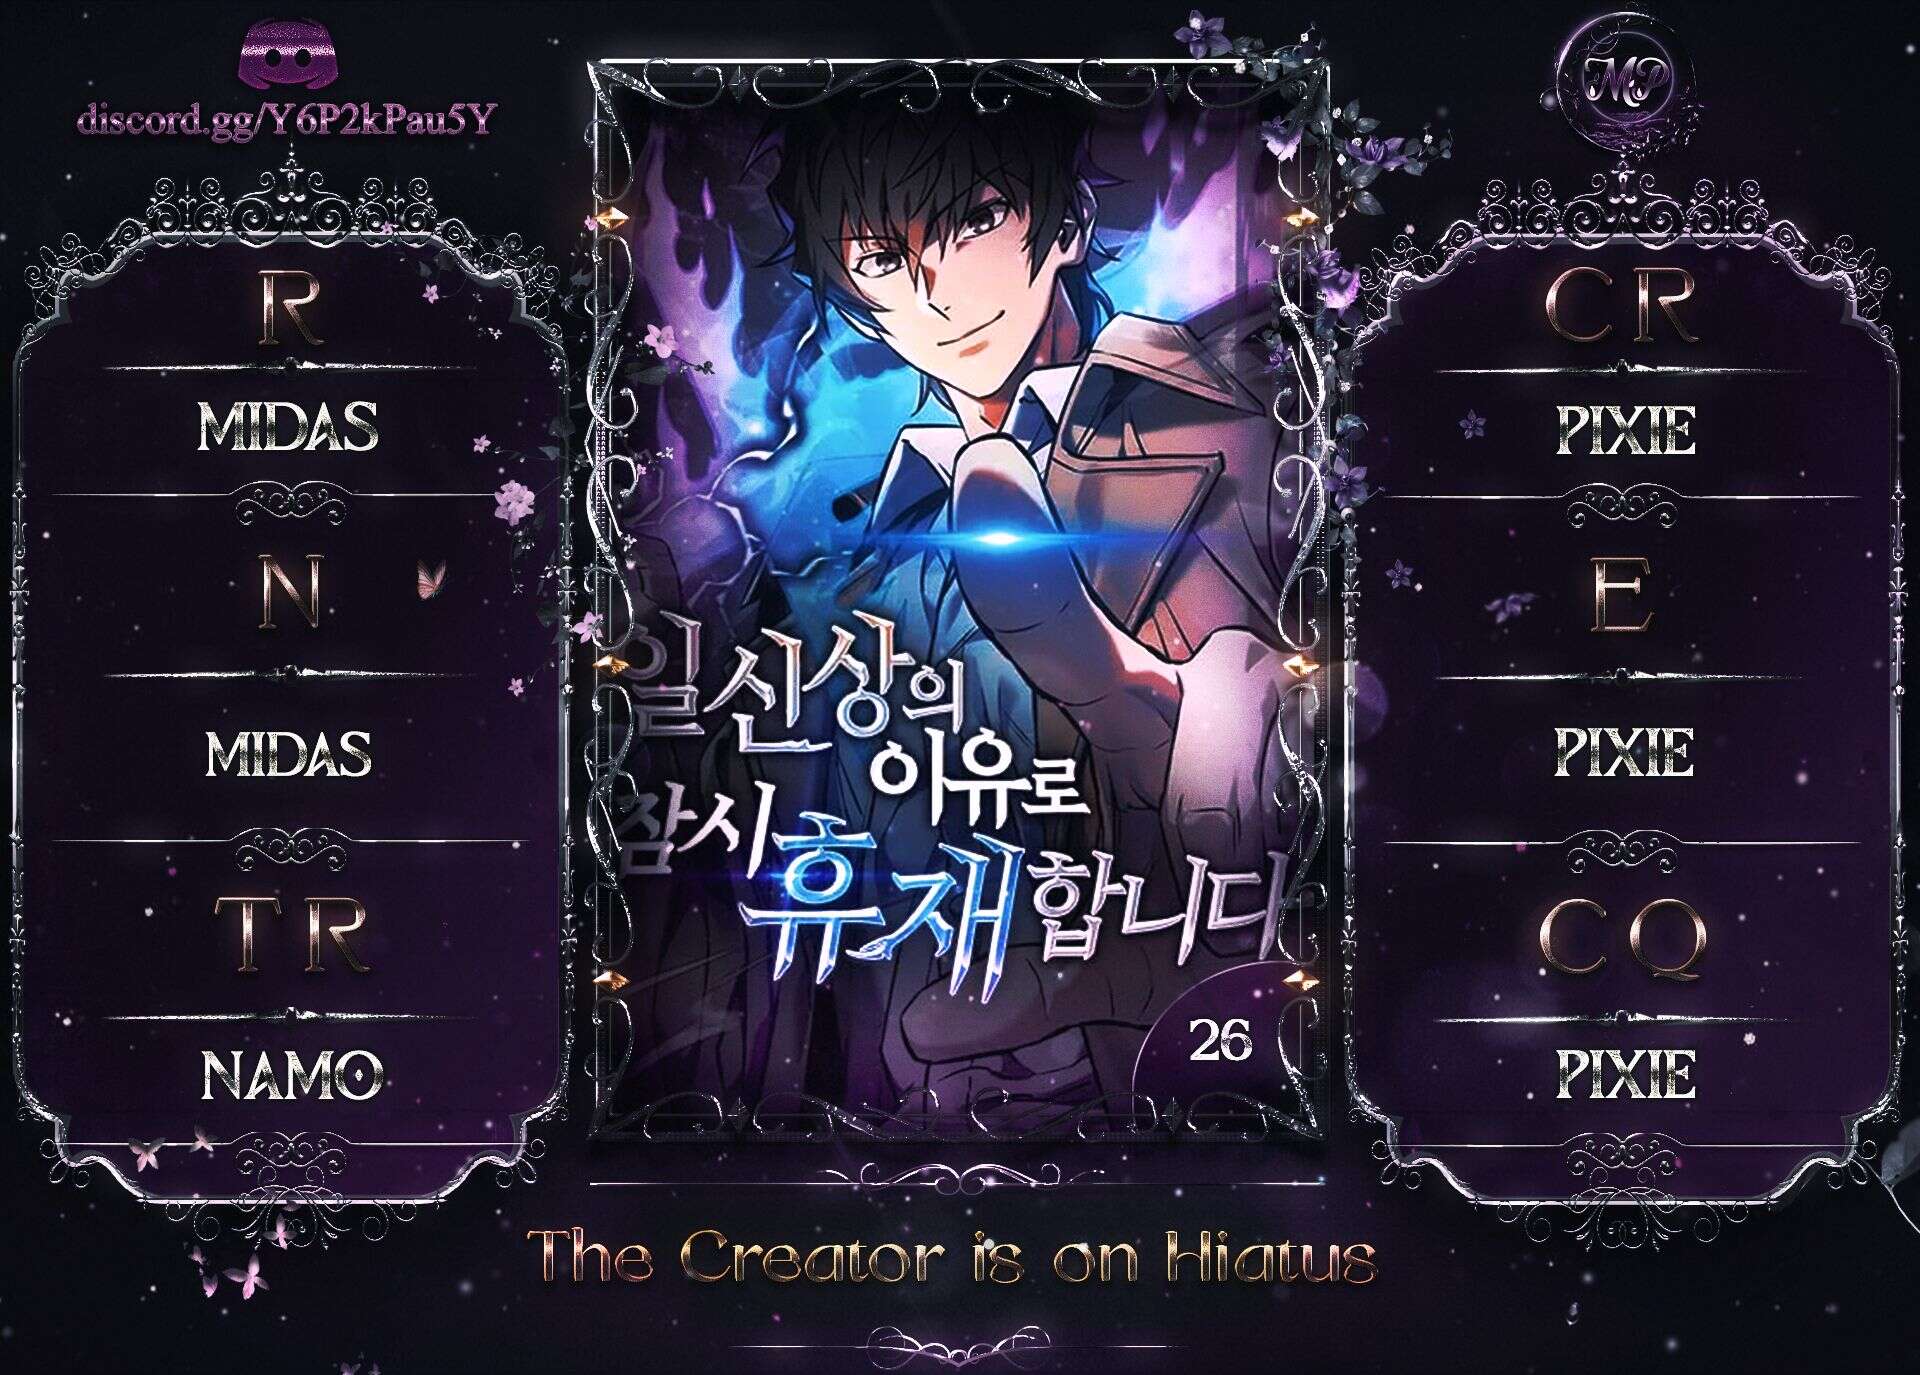 discord.gg/Y6P2kPau5Y
MP
R
MIDAS
N
MIDAS
TR
NAMO
일신상의
이유로
잠시 휴재합니다
26
CR
PIXIE
E
PIXIE
CQ
PIXIE
The Creator is on Hiatus